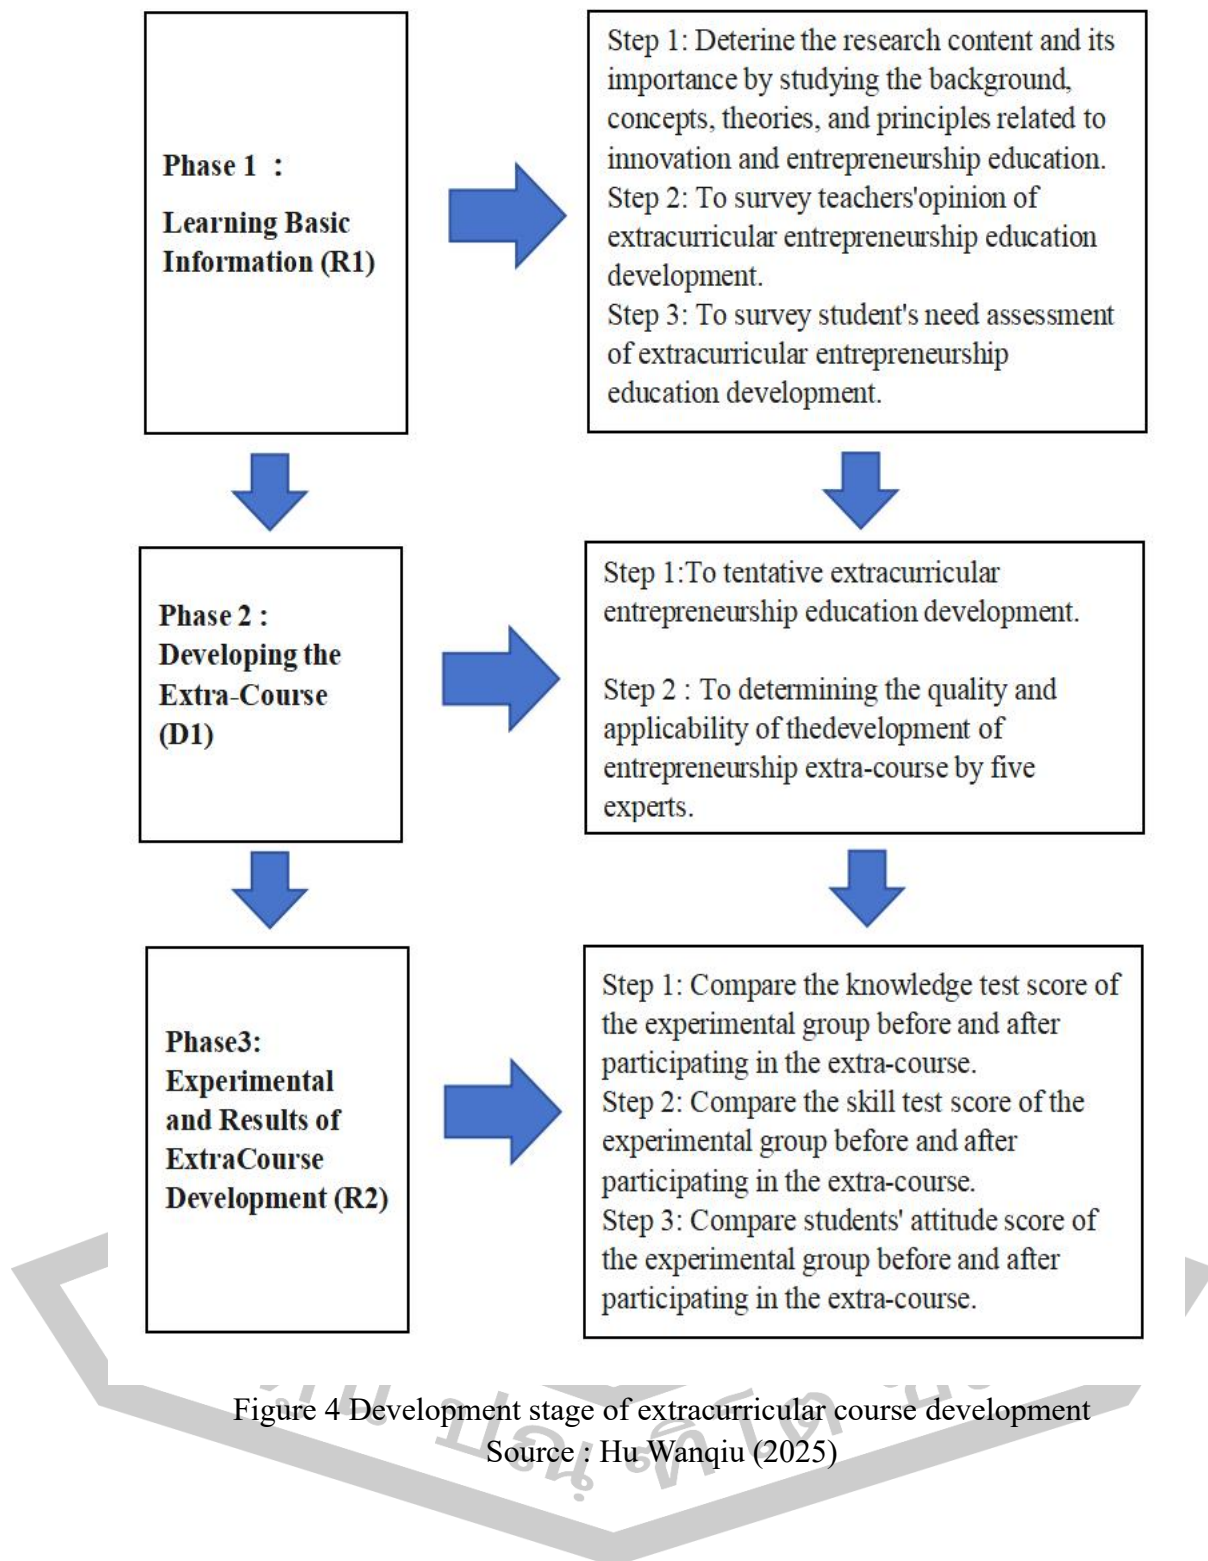 Phase 1 :
Learning Basic
Information (R1)
Step 1: Deterine the research content and its
importance by studying the background,
concepts, theories, and principles related to
innovation and entrepreneurship education.
Step 2: To survey teachers'opinion of
extracurricular entrepreneurship education
development.
Step 3: To survey student's need assessment
of extracurricular entrepreneurship
education development.
Phase 2 :
Developing the
Extra-Course
(D1)
Step 1:To tentative extracurricular
entrepreneurship education development.
Step 2 : To determining the quality and
applicability of thedevelopment of
entrepreneurship extra-course by five
experts.
Phase3:
Experimental
and Results of
ExtraCourse
Development (R2)
Step 1: Compare the knowledge test score of
the experimental group before and after
participating in the extra-course.
Step 2: Compare the skill test score of the
experimental group before and after
participating in the extra-course.
Step 3: Compare students' attitude score of
the experimental group before and after
participating in the extra-course.
Figure 4 Development stage of extracurricular course development
Source : Hu Wanqiu (2025)